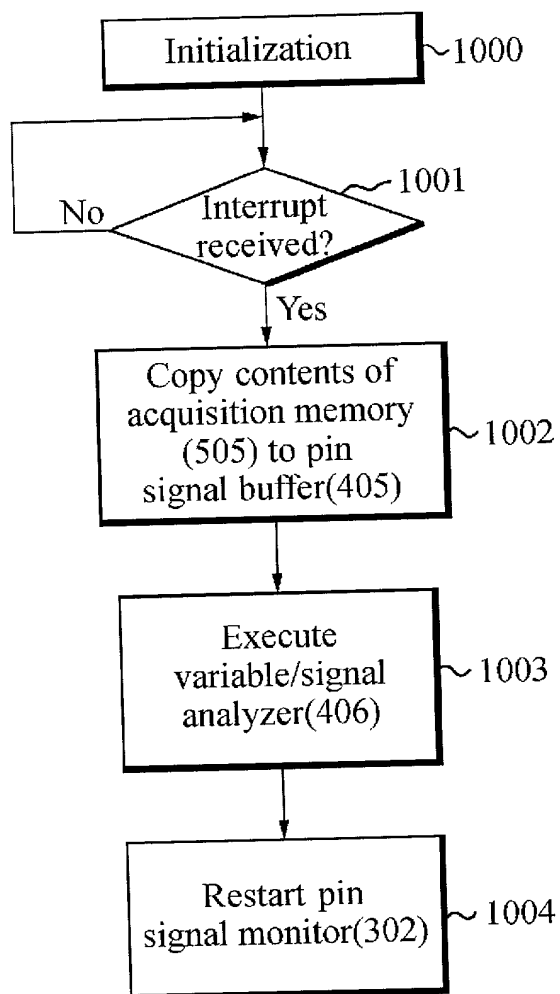 Initialization
1000
1001
No
Interrupt
received?
Yes
Copy contents of
acquisition memory
(505) to pin
signal buffer(405)
1002
Execute
variable/signal
analyzer(406)
1003
Restart pin
signal monitor(302)
1004